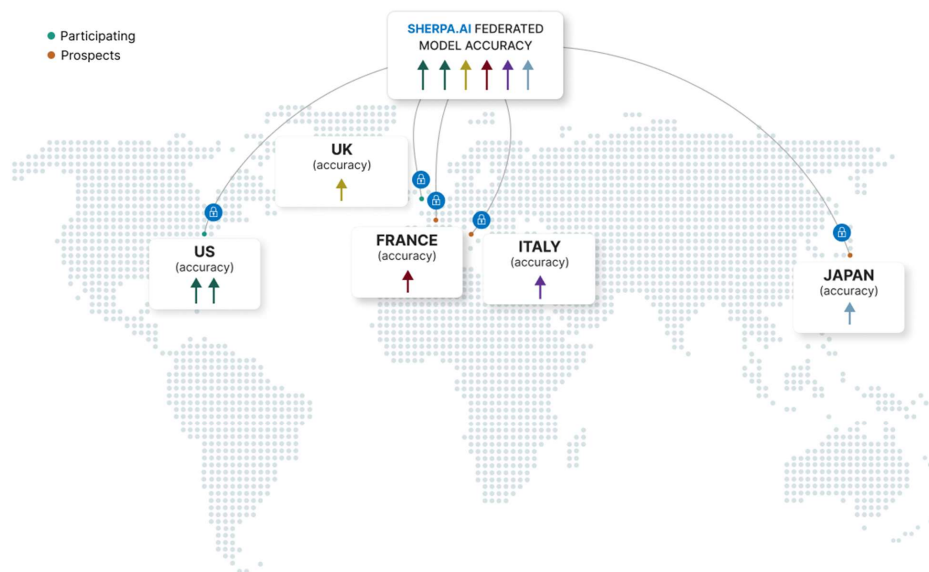 Participating
Prospects
SHERPA.AI FEDERATED
MODEL ACCURACY
UK
(accuracy)
US
(accuracy)
FRANCE
(accuracy)
ITALY
(accuracy)
JAPAN
(accuracy)